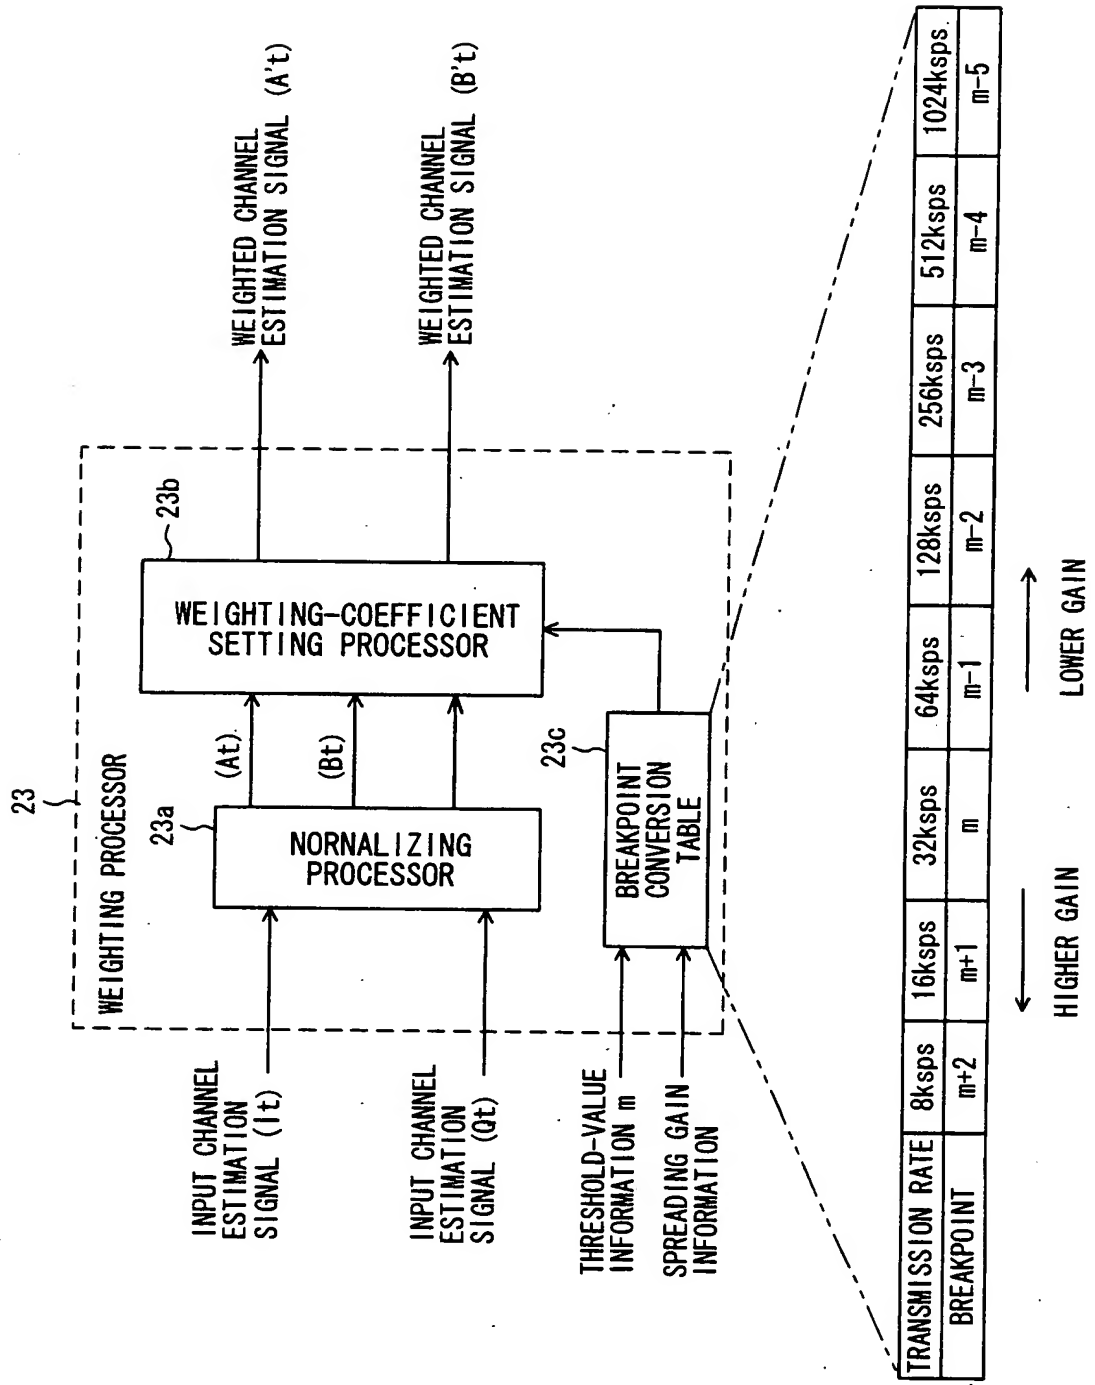 23
WEIGHTING PROCESSOR
INPUT CHANNEL
ESTIMATION
SIGNAL (It)
INPUT CHANNEL
ESTIMATION
SIGNAL (Qt)
THRESHOLD-VALUE
INFORMATION m
SPREADING GAIN
INFORMATION
23a
NORNALIZING
PROCESSOR
(At)
(Bt)
23b
WEIGHTING-COEFFICIENT
SETTING PROCESSOR
23c
BREAKPOINT
CONVERSION
TABLE
WEIGHTED CHANNEL
ESTIMATION SIGNAL (A't)
WEIGHTED CHANNEL
ESTIMATION SIGNAL (B't)
TRANSMISSION RATE 8ksps 16ksps 32ksps 64ksps 128ksps 256ksps 512ksps 1024ksps
BREAKPOINT m+2 m+1 m m-1 m-2 m-3 m-4 m-5
HIGHER GAIN LOWER GAIN